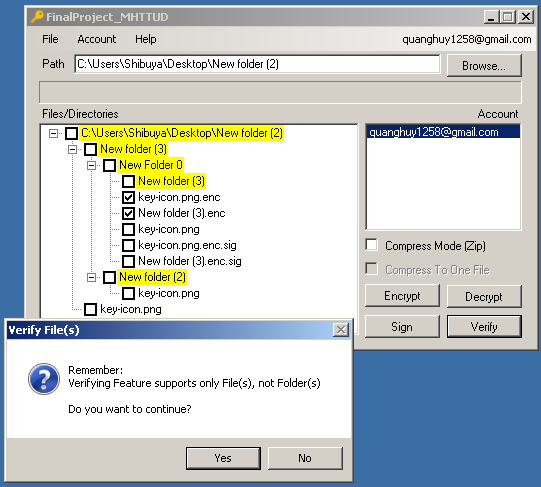 FinalProject_MHTTUD
File Account Help quanghuy1258@gmail.com
Path C:\Users\Shibuya\Desktop\New folder (2) Browse...
Files/Directories Account
C:\Users\Shibuya\Desktop\New folder (2)
New folder (3)
New Folder 0
New folder (3)
key-icon.png.enc
New folder (3).enc
key-icon.png
key-icon.png.enc.sig
New folder (3).enc.sig
New folder (2)
key-icon.png
key-icon.png
quanghuy1258@gmail.com
Compress Mode (Zip)
Compress To One File
Encrypt Decrypt
Sign Verify
Verify File(s)
Remember:
Verifying Feature supports only File(s), not Folder(s)
Do you want to continue?
Yes No